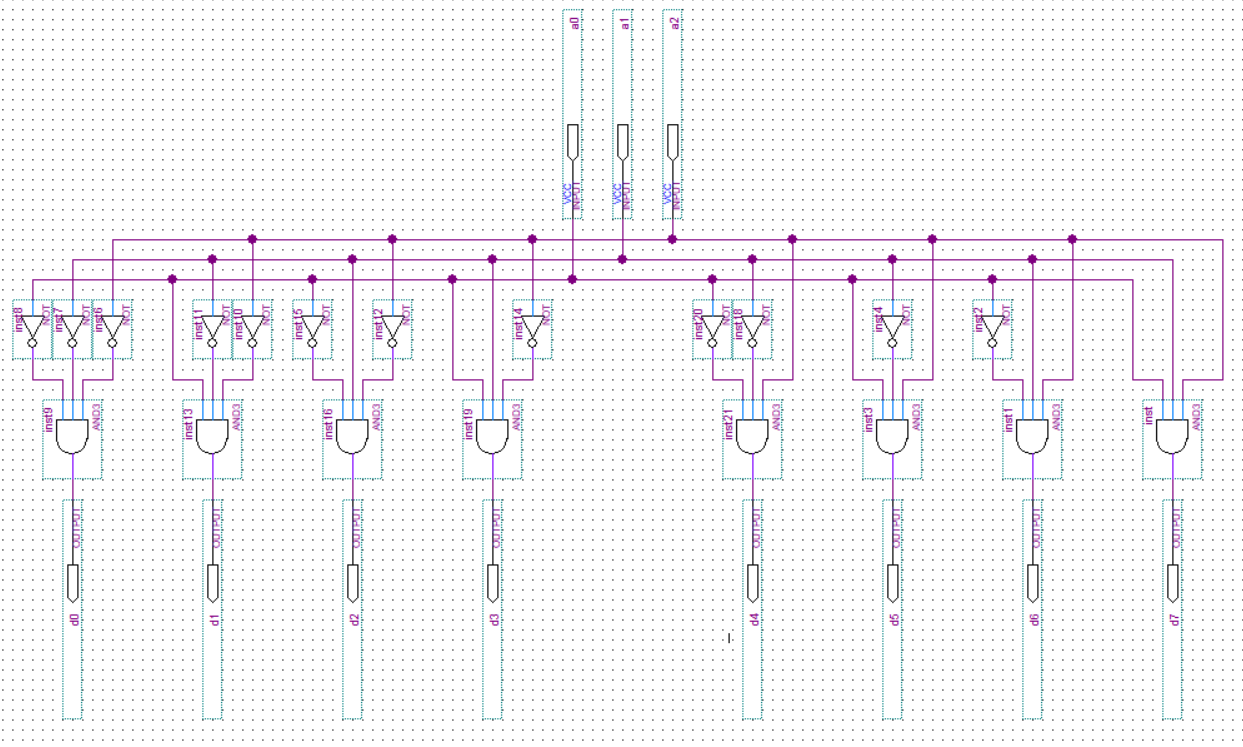 a0
a1
a2
VCC
INPUT
VCC
INPUT
VCC
INPUT
inst8
NOT
inst7
NOT
inst6
NOT
inst11
NOT
inst10
NOT
inst15
NOT
inst12
NOT
inst14
NOT
inst20
NOT
inst18
NOT
inst4
NOT
inst2
NOT
inst9
AND3
inst13
AND3
inst16
AND3
inst19
AND3
inst21
AND3
inst3
AND3
inst1
AND3
inst
AND3
OUTPUT
OUTPUT
OUTPUT
OUTPUT
OUTPUT
OUTPUT
OUTPUT
OUTPUT
d0
d1
d2
d3
d4
d5
d6
d7